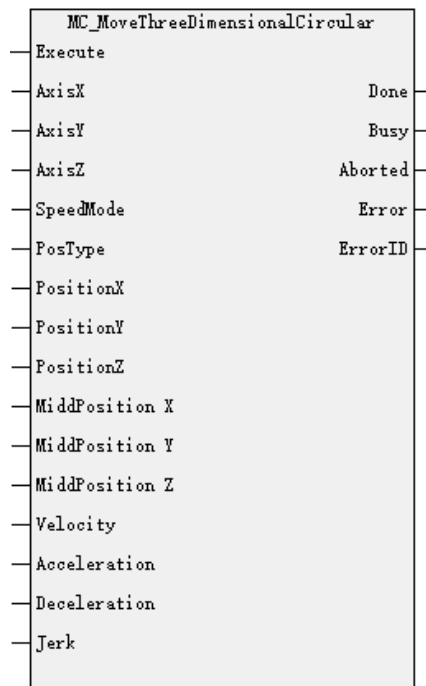 MC_MoveThreeDimensionalCircular
Execute
AxisX Done
AxisY Busy
AxisZ Aborted
SpeedMode Error
PosType ErrorID
PositionX
PositionY
PositionZ
MiddPosition X
MiddPosition Y
MiddPosition Z
Velocity
Acceleration
Deceleration
Jerk